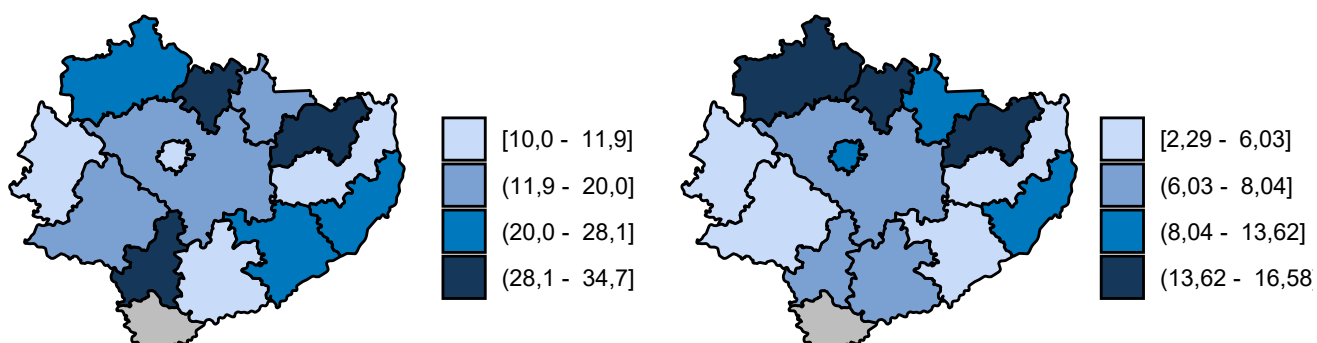 [10,0 - 11,9]
(11,9 - 20,0]
(20,0 - 28,1]
(28,1 - 34,7]
[2,29 - 6,03]
(6,03 - 8,04]
(8,04 - 13,62]
(13,62 - 16,58